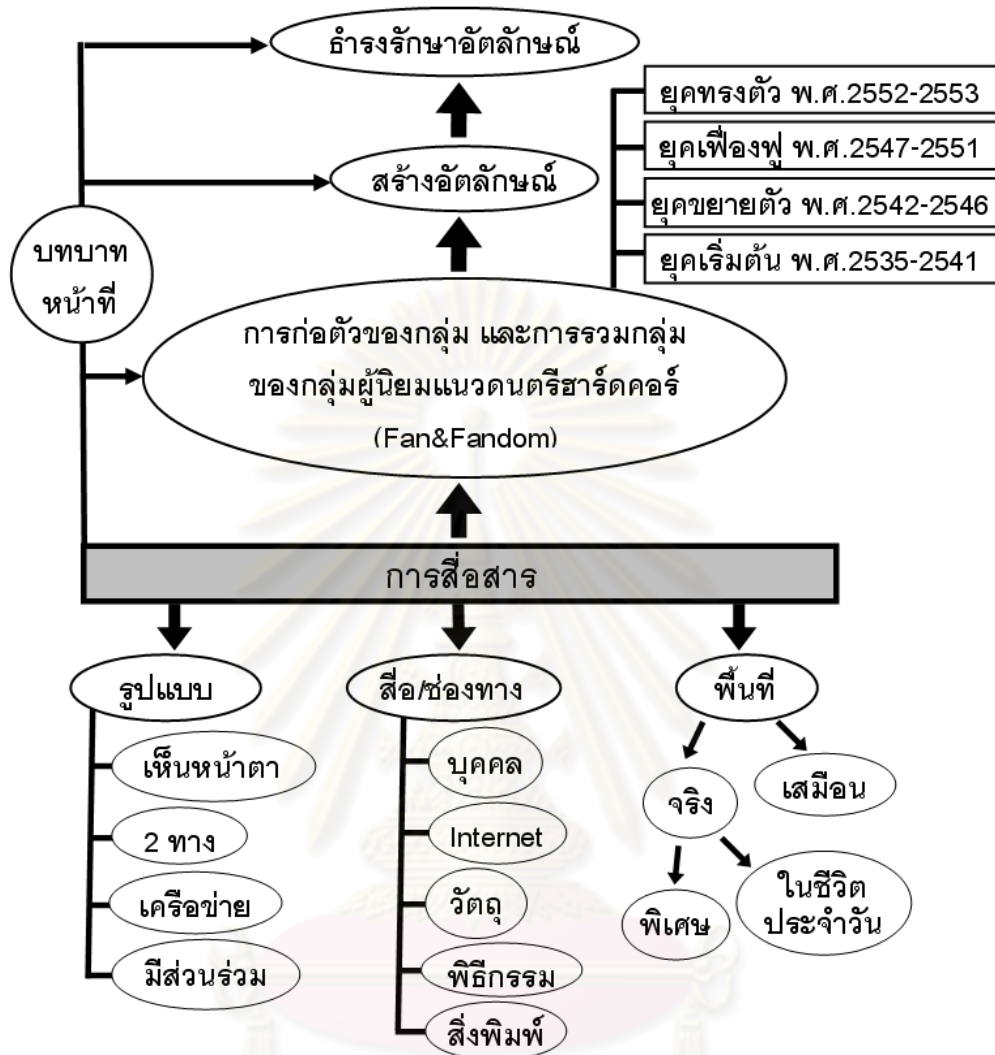 ธำรงรักษาอัตลักษณ์
ยุคทรงตัว พ.ศ.2552-2553
ยุคเฟื่องฟู พ.ศ.2547-2551
สร้างอัตลักษณ์
ยุคขยายตัว พ.ศ.2542-2546
ยุคเริ่มต้น พ.ศ.2535-2541
บทบาท
หน้าที่
การก่อตัวของกลุ่ม และการรวมกลุ่ม
ของกลุ่มผู้นิยมแนวดนตรีฮาร์ดคอร์
(Fan&Fandom)
การสื่อสาร
รูปแบบ
เห็นหน้าตา
2 ทาง
เครือข่าย
มีส่วนร่วม
สื่อ/ช่องทาง
บุคคล
Internet
วัตถุ
พิธีกรรม
สิ่งพิมพ์
พื้นที่
จริง
เสมือน
พิเศษ
ในชีวิต
ประจำวัน